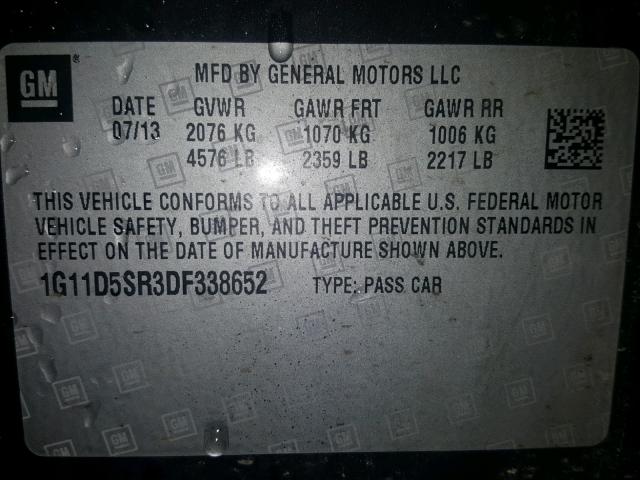 GM ®
MFD BY GENERAL MOTORS LLC
DATE GVWR GAWR FRT GAWR RR
07/13 2076 KG 1070 KG 1006 KG
4576 LB 2359 LB 2217 LB
THIS VEHICLE CONFORMS TO ALL APPLICABLE U.S. FEDERAL MOTOR
VEHICLE SAFETY, BUMPER, AND THEFT PREVENTION STANDARDS IN
EFFECT ON THE DATE OF MANUFACTURE SHOWN ABOVE.
1G11D5SR3DF338652 TYPE: PASS CAR